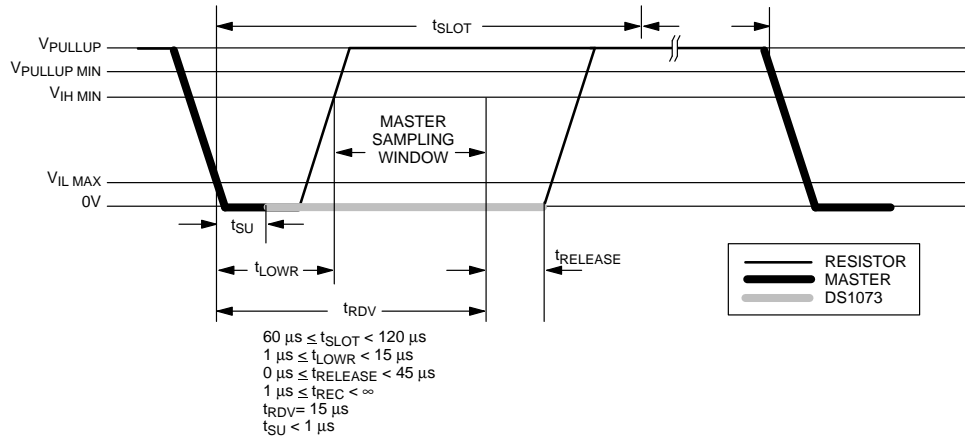 tSLOT
VPULLUP
VPULLUP MIN
VIH MIN
MASTER
SAMPLING
WINDOW
VIL MAX
0V
tSU
tLOWR
tRELEASE
tRDV
RESISTOR
MASTER
DS1073
60 µs ≤ tSLOT < 120 µs
1 µs ≤ tLOWR < 15 µs
0 µs ≤ tRELEASE < 45 µs
1 µs ≤ tREC < ∞
tRDV= 15 µs
tSU < 1 µs